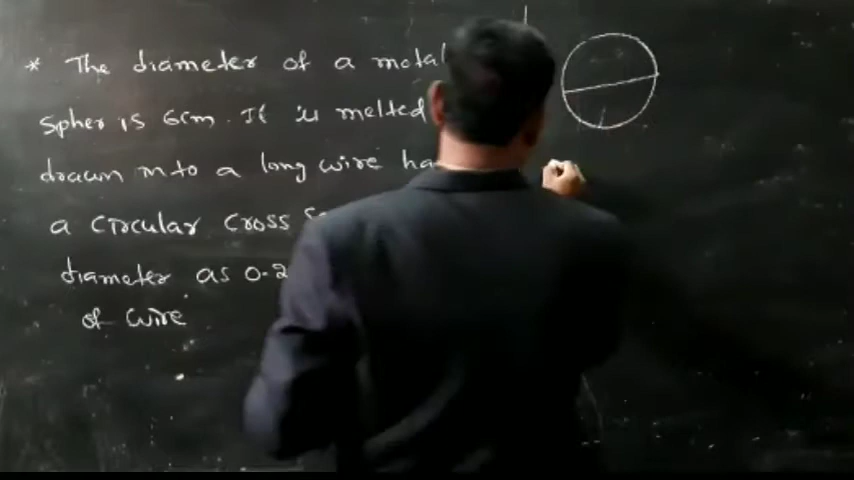 * The diameter of a metal
Spher is 6cm. It is melted
drawn into a long wire
a circular cross
diameter as 0.2
of wire